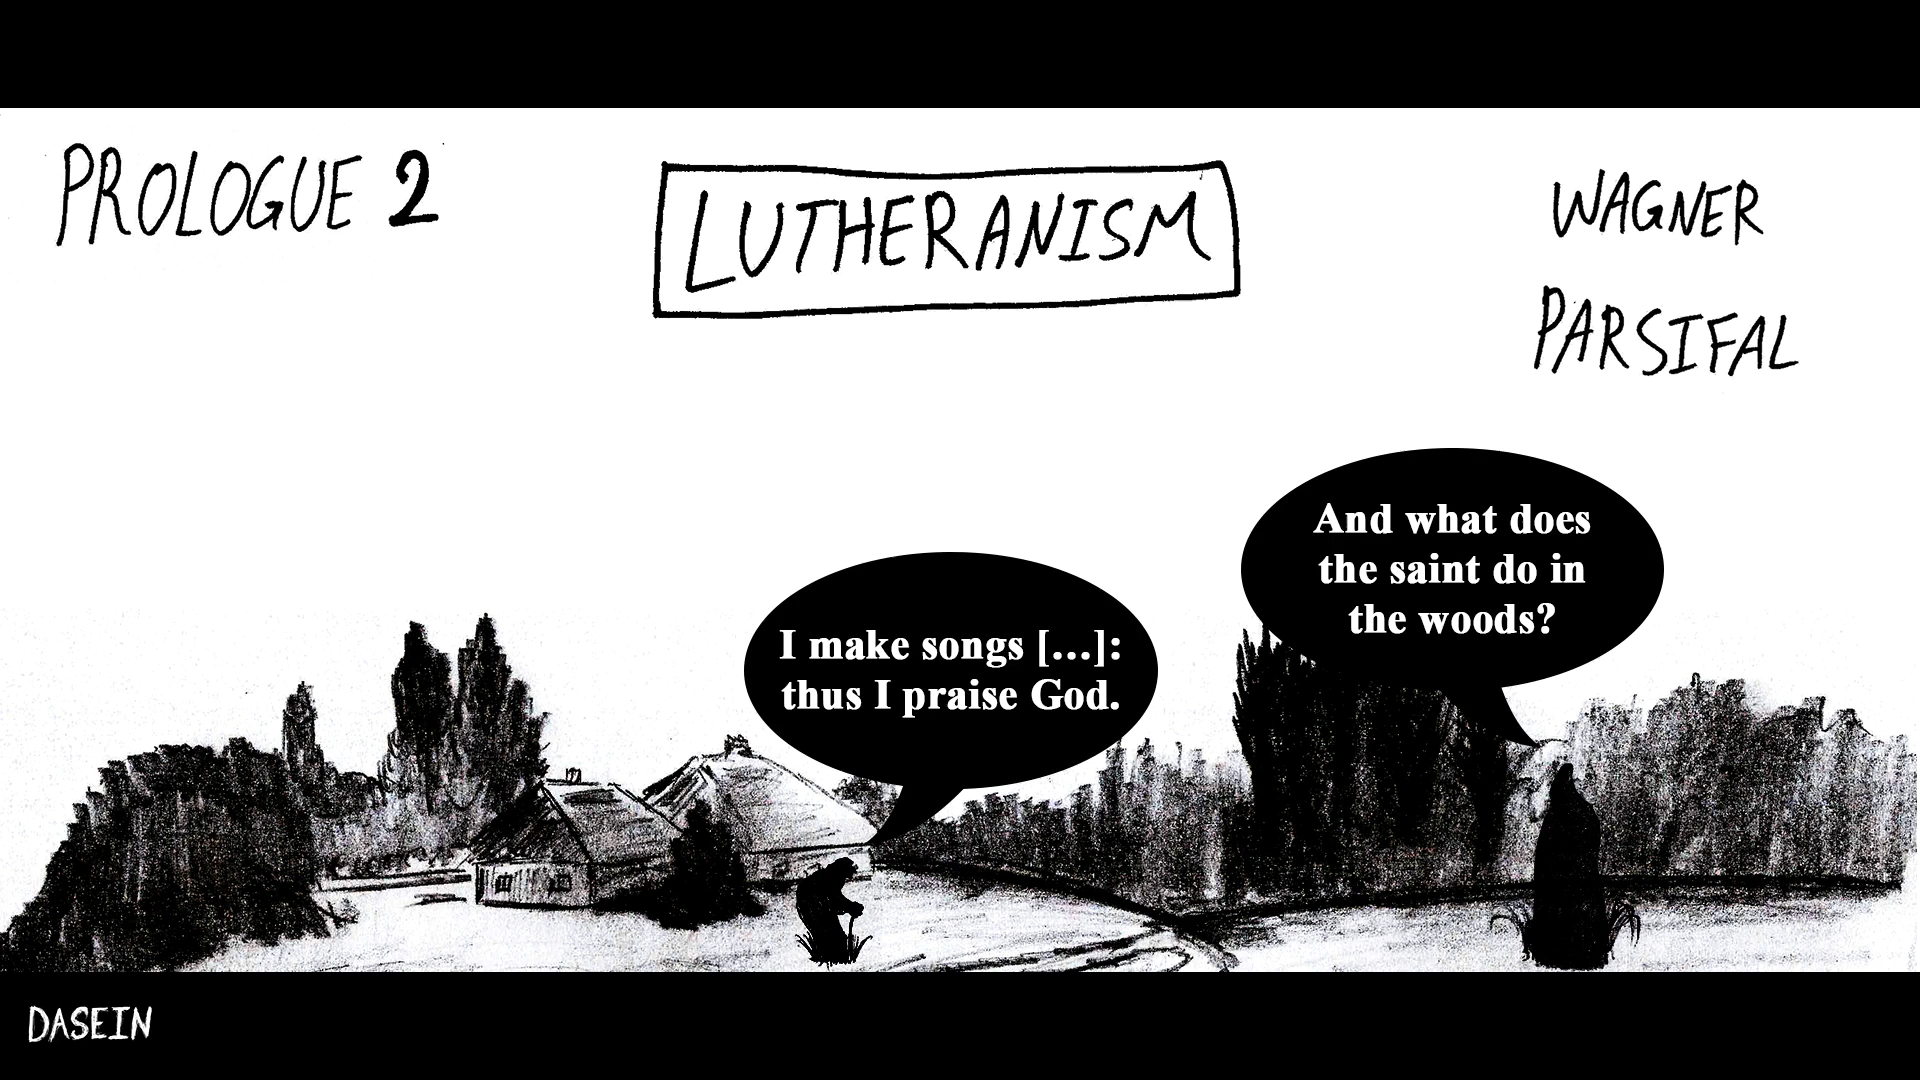 PROLOGUE 2
LUTHERANISM
WAGNER
PARSIFAL
And what does
the saint do in
the woods?
I make songs [...]:
thus I praise God.
DASEIN